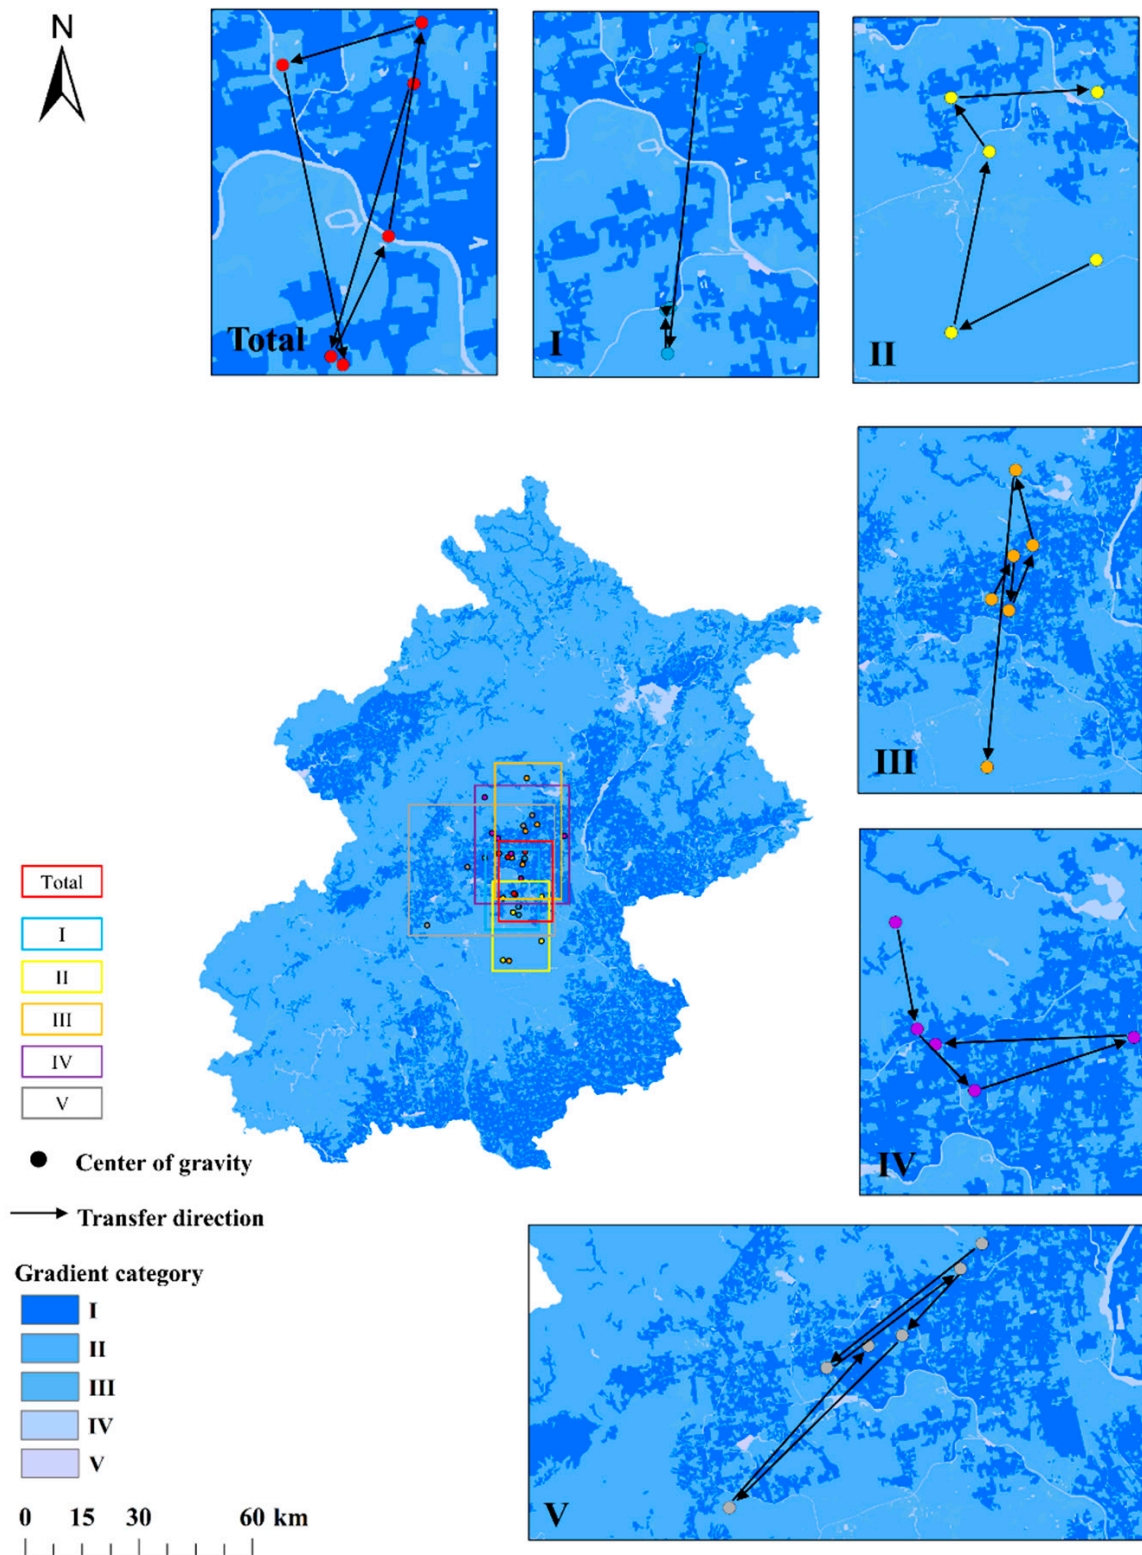 N
Total
I
II
III
IV
V
Total
I
II
III
IV
V
Center of gravity
Transfer direction
Gradient category
I
II
III
IV
V
0 15 30 60 km